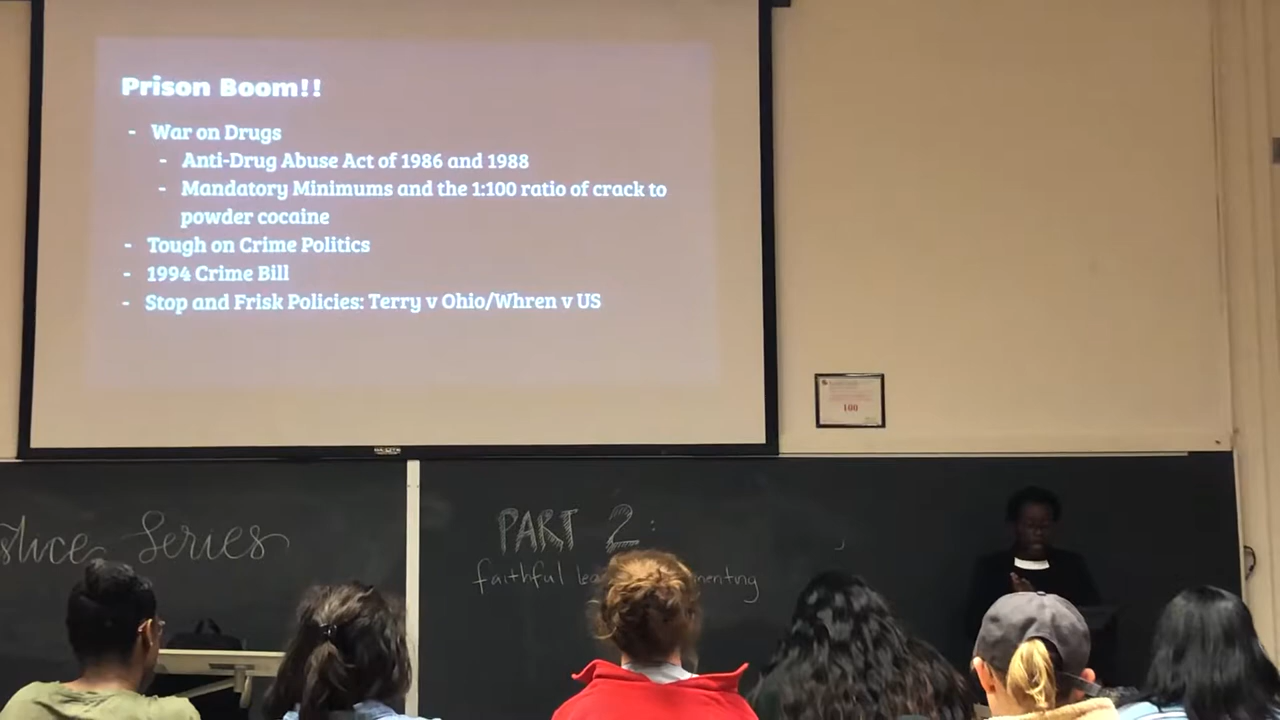 Prison Boom!!
- War on Drugs
- Anti-Drug Abuse Act of 1986 and 1988
- Mandatory Minimums and the 1:100 ratio of crack to
powder cocaine
- Tough on Crime Politics
- 1994 Crime Bill
- Stop and Frisk Policies: Terry v Ohio/Whren v US
100
Series
PART 2:
faithful